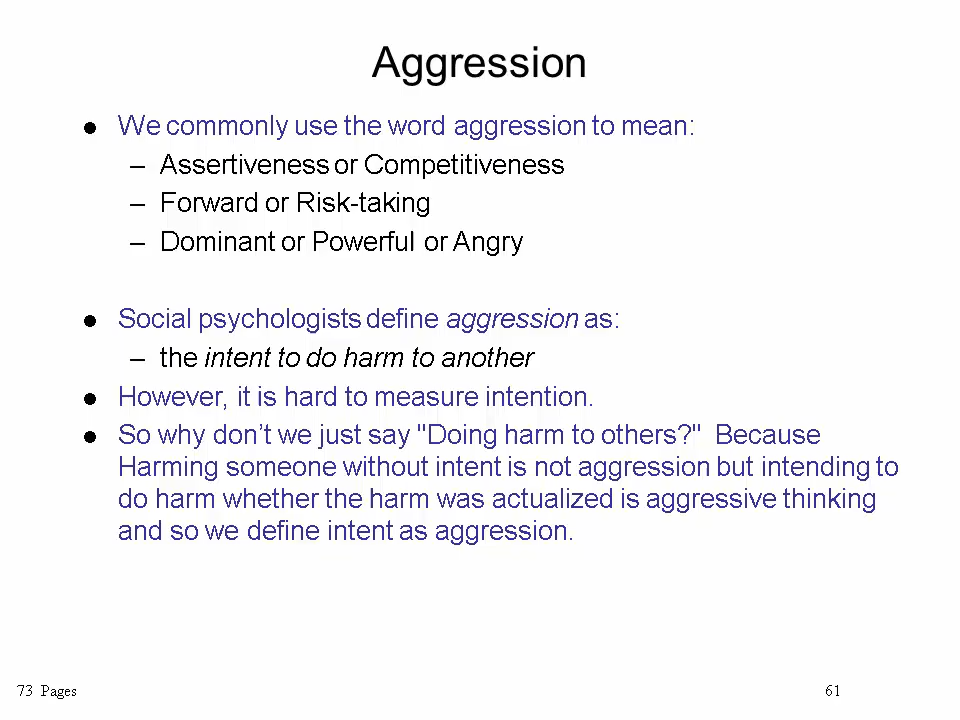 Aggression
● We commonly use the word aggression to mean:
– Assertiveness or Competitiveness
– Forward or Risk-taking
– Dominant or Powerful or Angry
● Social psychologists define aggression as:
– the intent to do harm to another
● However, it is hard to measure intention.
● So why don’t we just say "Doing harm to others?" Because
Harming someone without intent is not aggression but intending to
do harm whether the harm was actualized is aggressive thinking
and so we define intent as aggression.
73 Pages
61